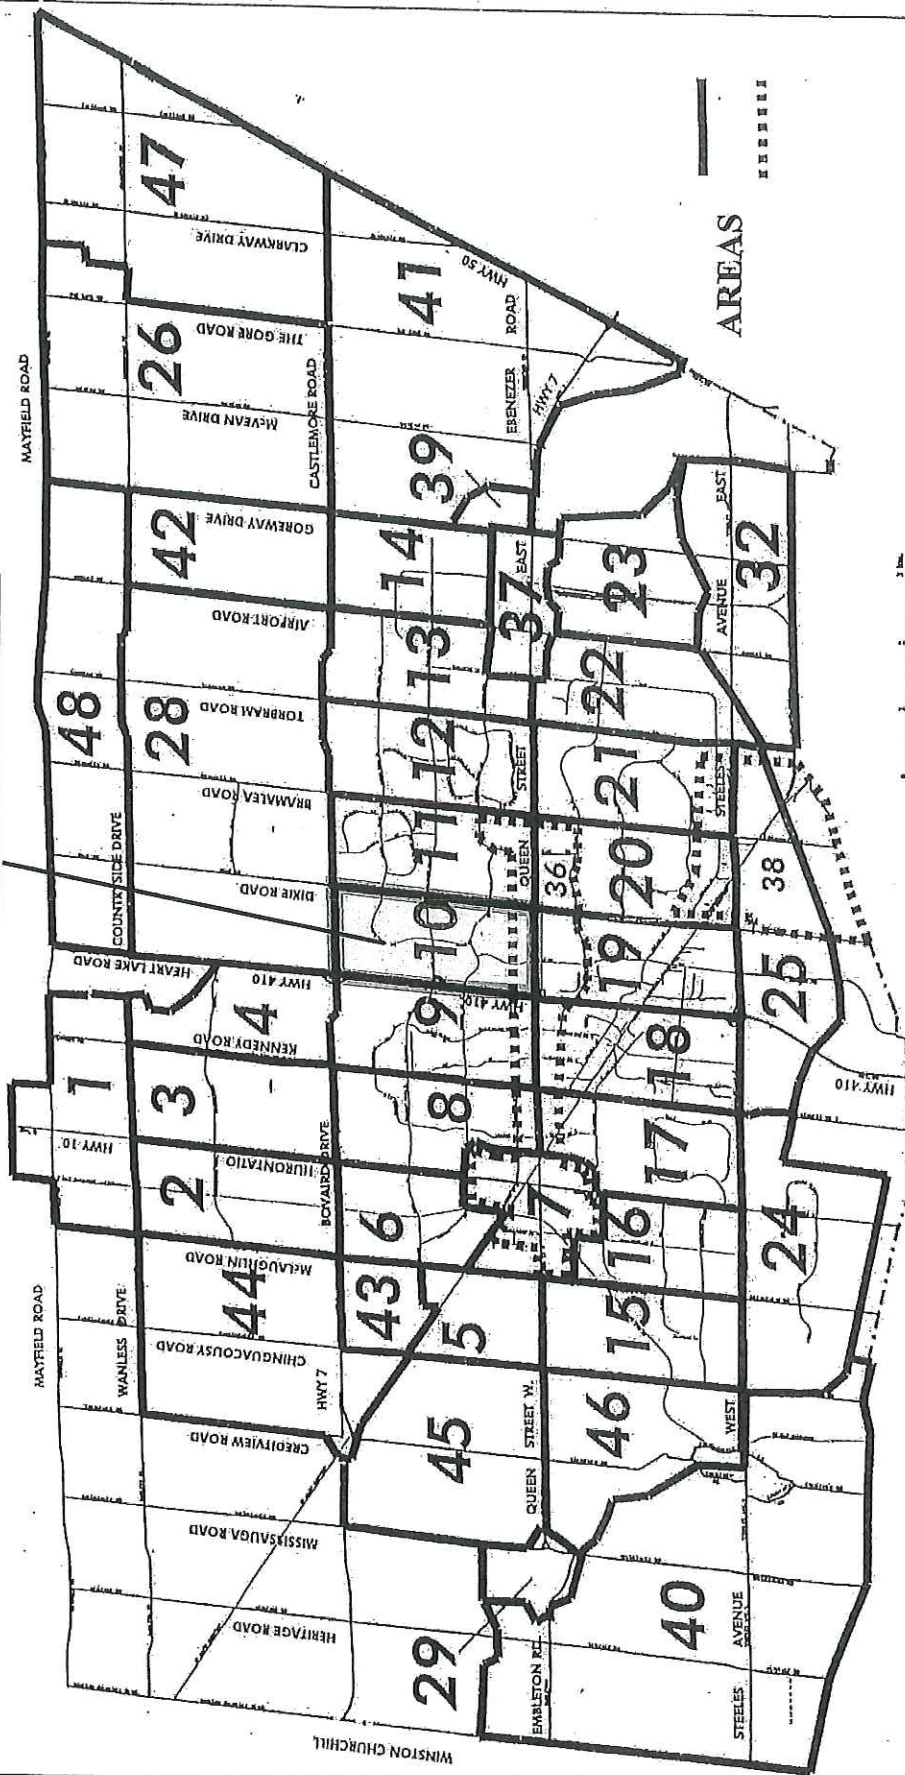 MAYFIELD ROAD
MAYFIELD ROAD
47
CLARKWAY DRIVE
26
THE GORE ROAD
McVEAN DRIVE
CASTLEMORE ROAD
41
HWY 50
EBENEZER ROAD
HWY 7
39
42
GOREWAY DRIVE
14
AIRPORT ROAD
13
37
EAST
23
AVENUE EAST
32
48
28
TORBRAM ROAD
12
22
BRAMALEA ROAD
COUNTRYSIDE DRIVE
11
QUEEN STREET
21
STEELES
DIXIE ROAD
36
20
38
10
HEART LAKE ROAD
HWY 410
9
HWY 410
19
25
4
KENNEDY ROAD
18
HWY 410
1
3
8
HWY 10
HURONTARIO
BOVAIRD DRIVE
17
2
7
6
16
24
McLAUGHLIN ROAD
43
44
5
15
WANLESS DRIVE
CHINGUACOUSY ROAD
HWY 7
46
WEST
CREDITVIEW ROAD
45
QUEEN STREET W.
MISSISSAUGA ROAD
40
HERITAGE ROAD
29
EMBLETON RD.
STEELES AVENUE
WINSTON CHURCHILL
AREAS